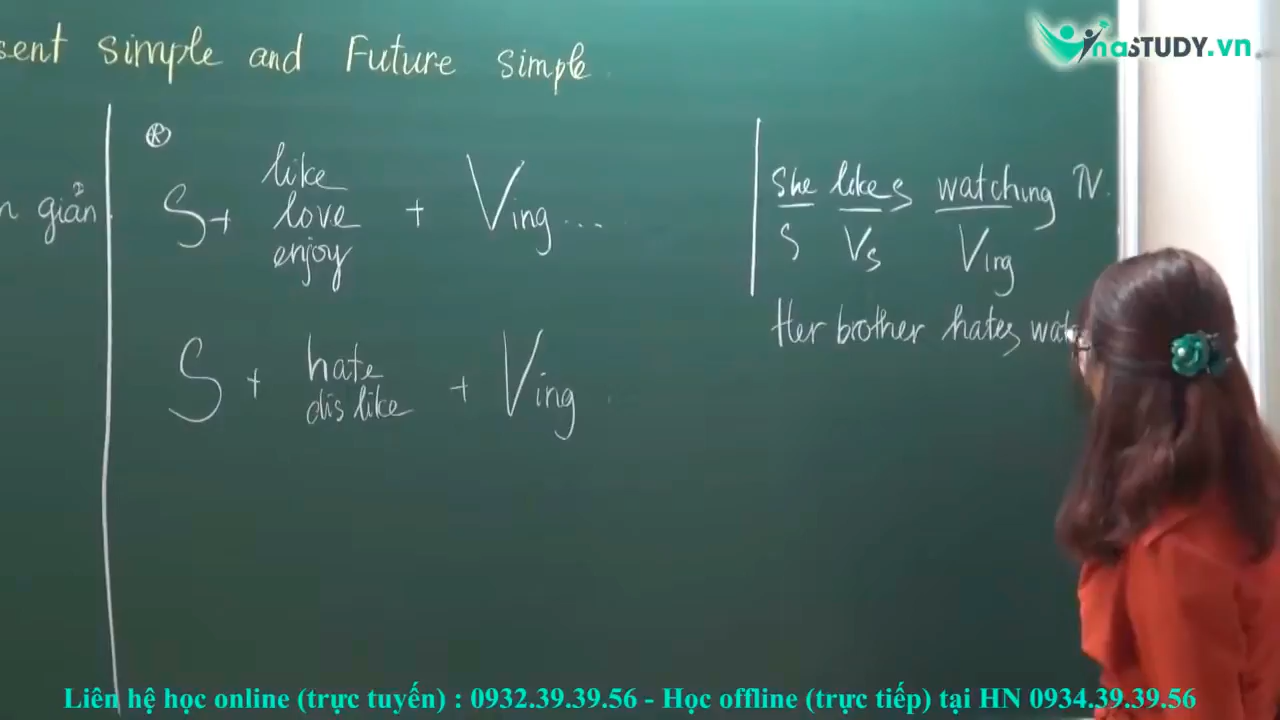 sent simple and Future simple
n giản
like
S + love + Ving ...
enjoy
S + hate + Ving
dislike
She likes watching TV.
S Vs Ving
Her brother hates wat
VinaSTUDY.vn
Liên hệ học online (trực tuyến) : 0932.39.39.56 - Học offline (trực tiếp) tại HN 0934.39.39.56